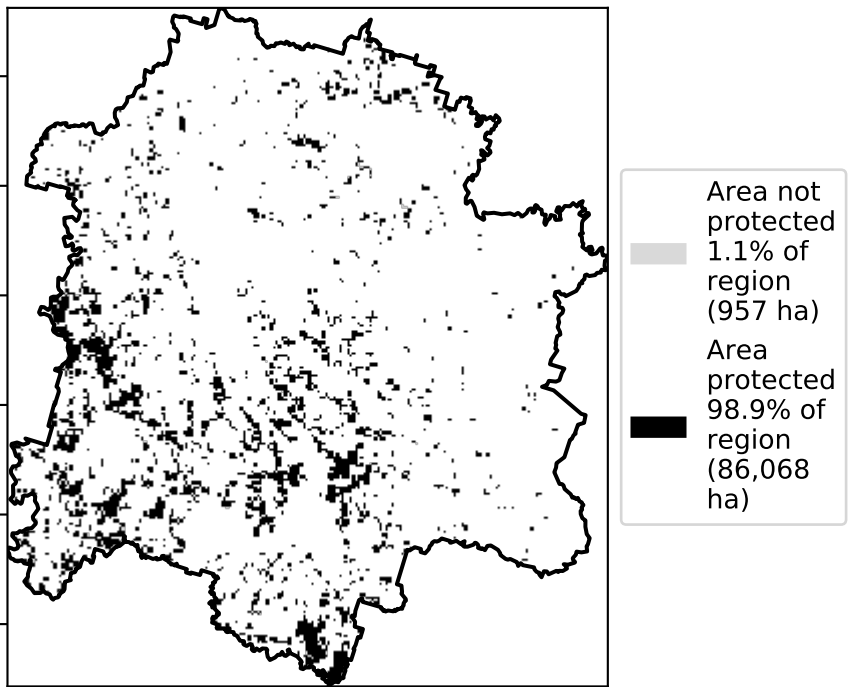 Area not
protected
1.1% of
region
(957 ha)
Area
protected
98.9% of
region
(86,068
ha)